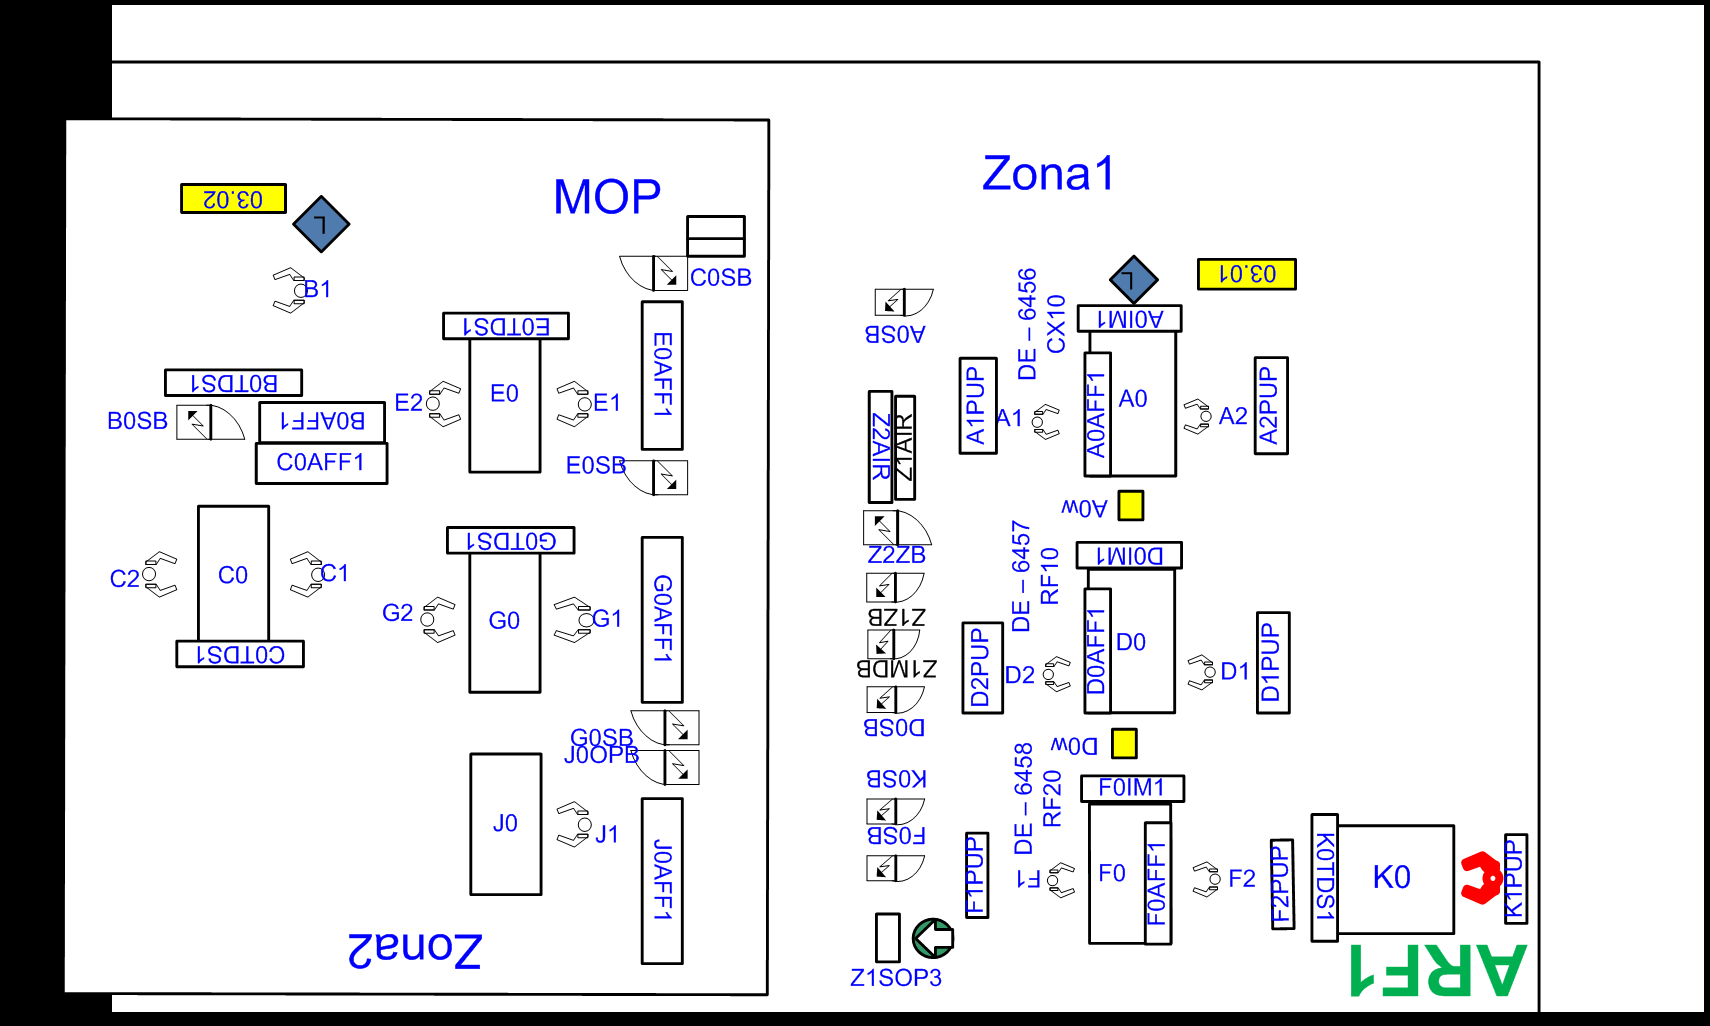 MOP
Zona1
03.02
L
B1
C0SB
E0TDS1
E0AFF1
B0TDS1
B0SB
B0AFF1
C0AFF1
E2
E0
E1
E0SB
C2
C0
C1
C0TDS1
G0TDS1
G2
G0
G1
G0AFF1
G0SB
J0OPB
J0
J1
J0AFF1
Zona2
A0SB
DE – 6456
CX10
L
03.01
A0IM1
A1PUP
A1
A0AFF1
A0
A2
A2PUP
Z2AIR
Z1AIR
A0w
Z2ZB
Z1ZB
Z1MDB
D0SB
DE – 6457
RF10
D0IM1
D2PUP
D2
D0AFF1
D0
D1
D1PUP
D0w
K0SB
F0SB
DE – 6458
RF20
F0IM1
F1PUP
F1
F0
F0AFF1
F2
F2PUP
K0TDS1
K0
K1PUP
Z1SOP3
ARF1